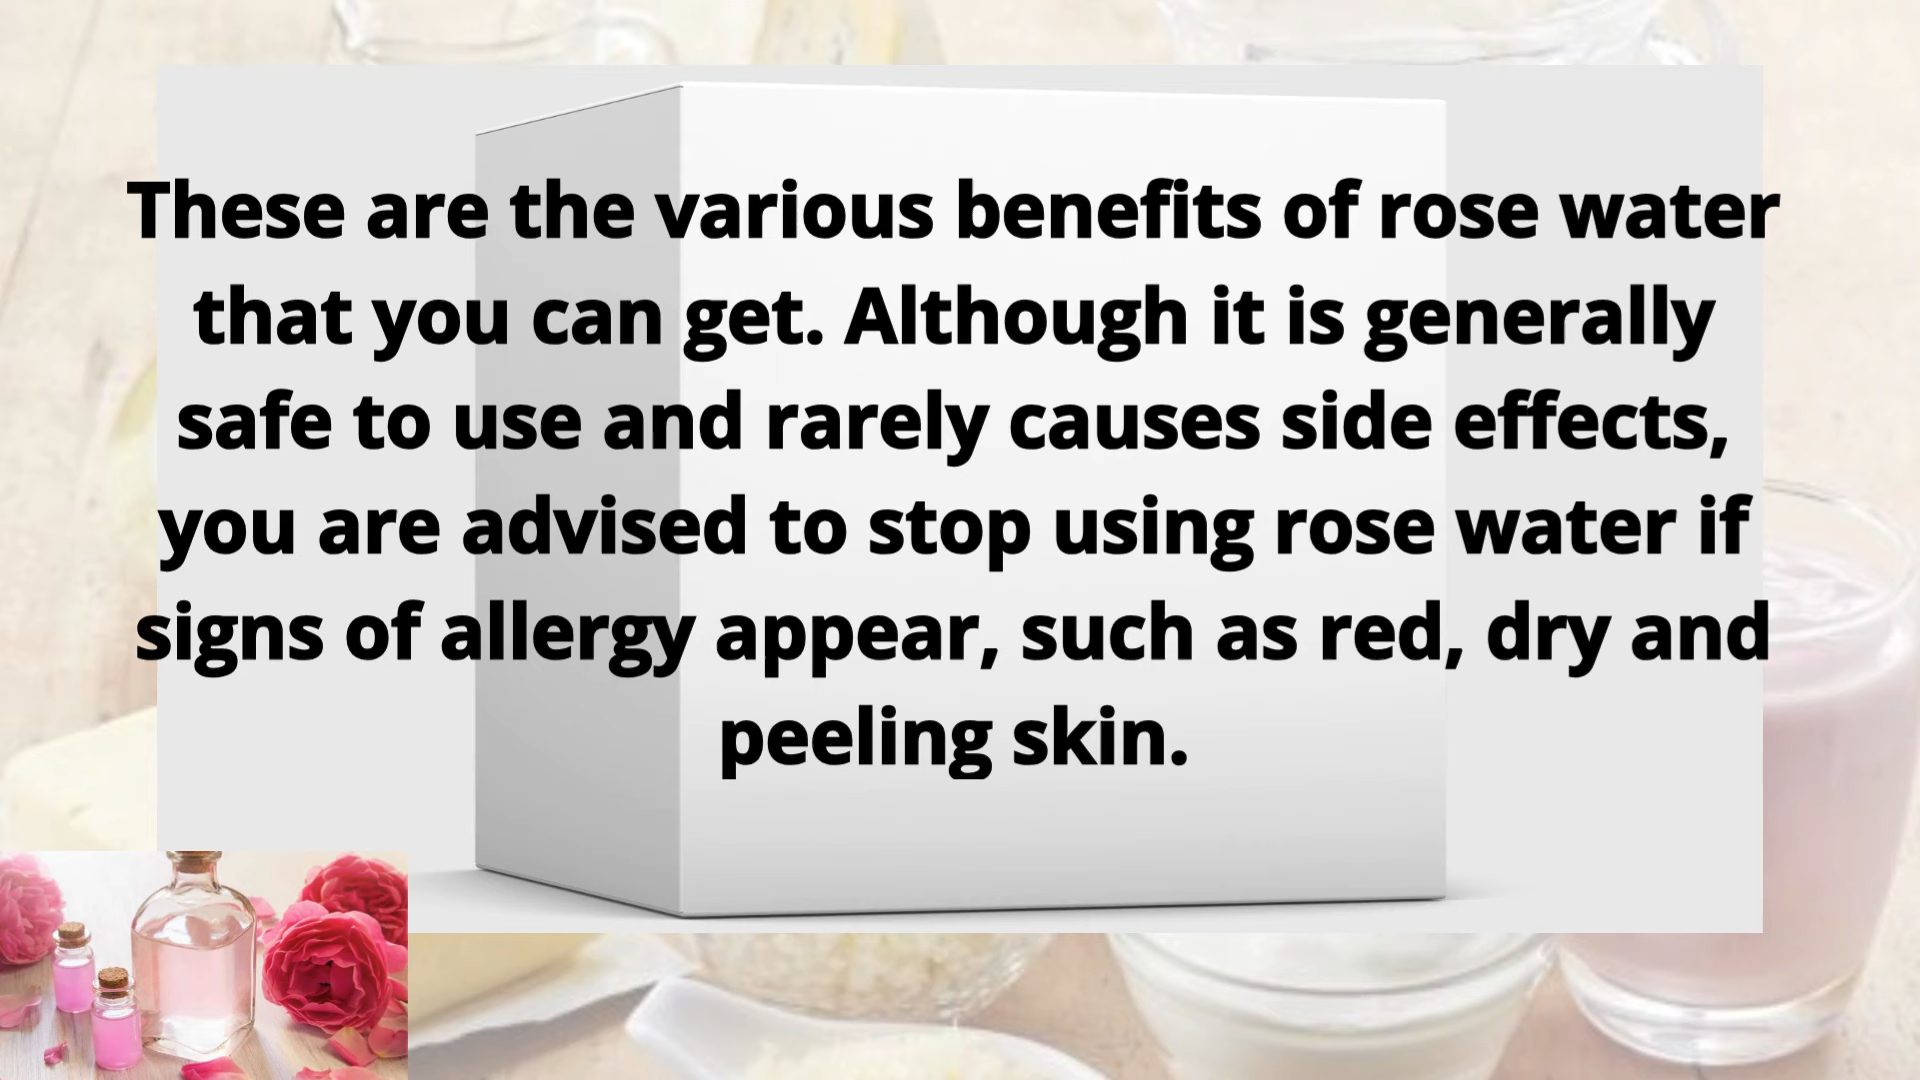 These are the various benefits of rose water
that you can get. Although it is generally
safe to use and rarely causes side effects,
you are advised to stop using rose water if
signs of allergy appear, such as red, dry and
peeling skin.